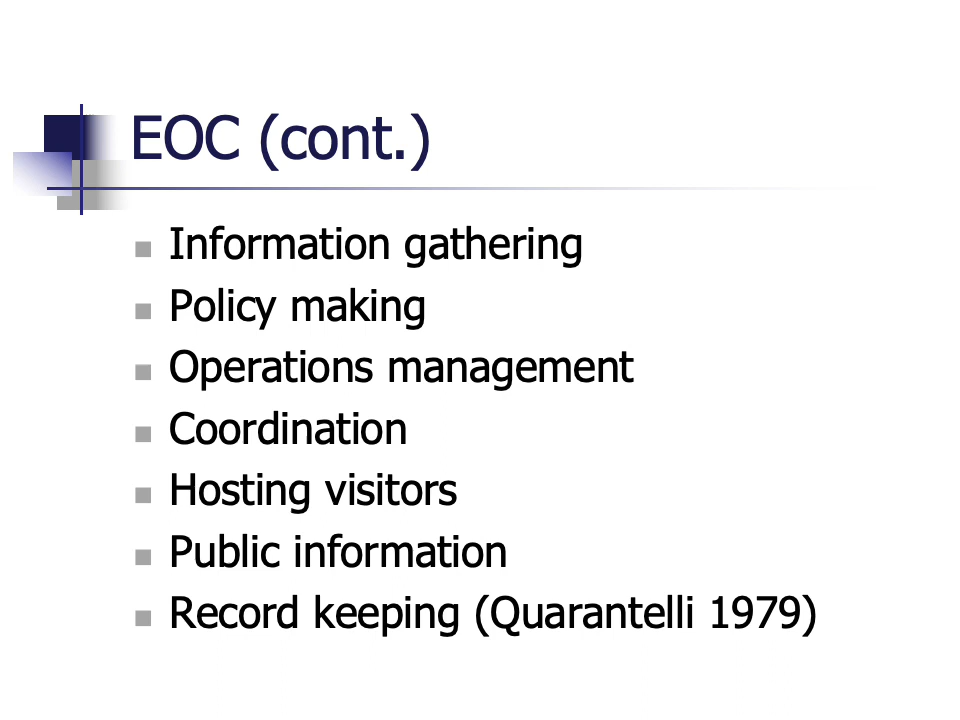 EOC (cont.)
Information gathering
Policy making
Operations management
Coordination
Hosting visitors
Public information
Record keeping (Quarantelli 1979)